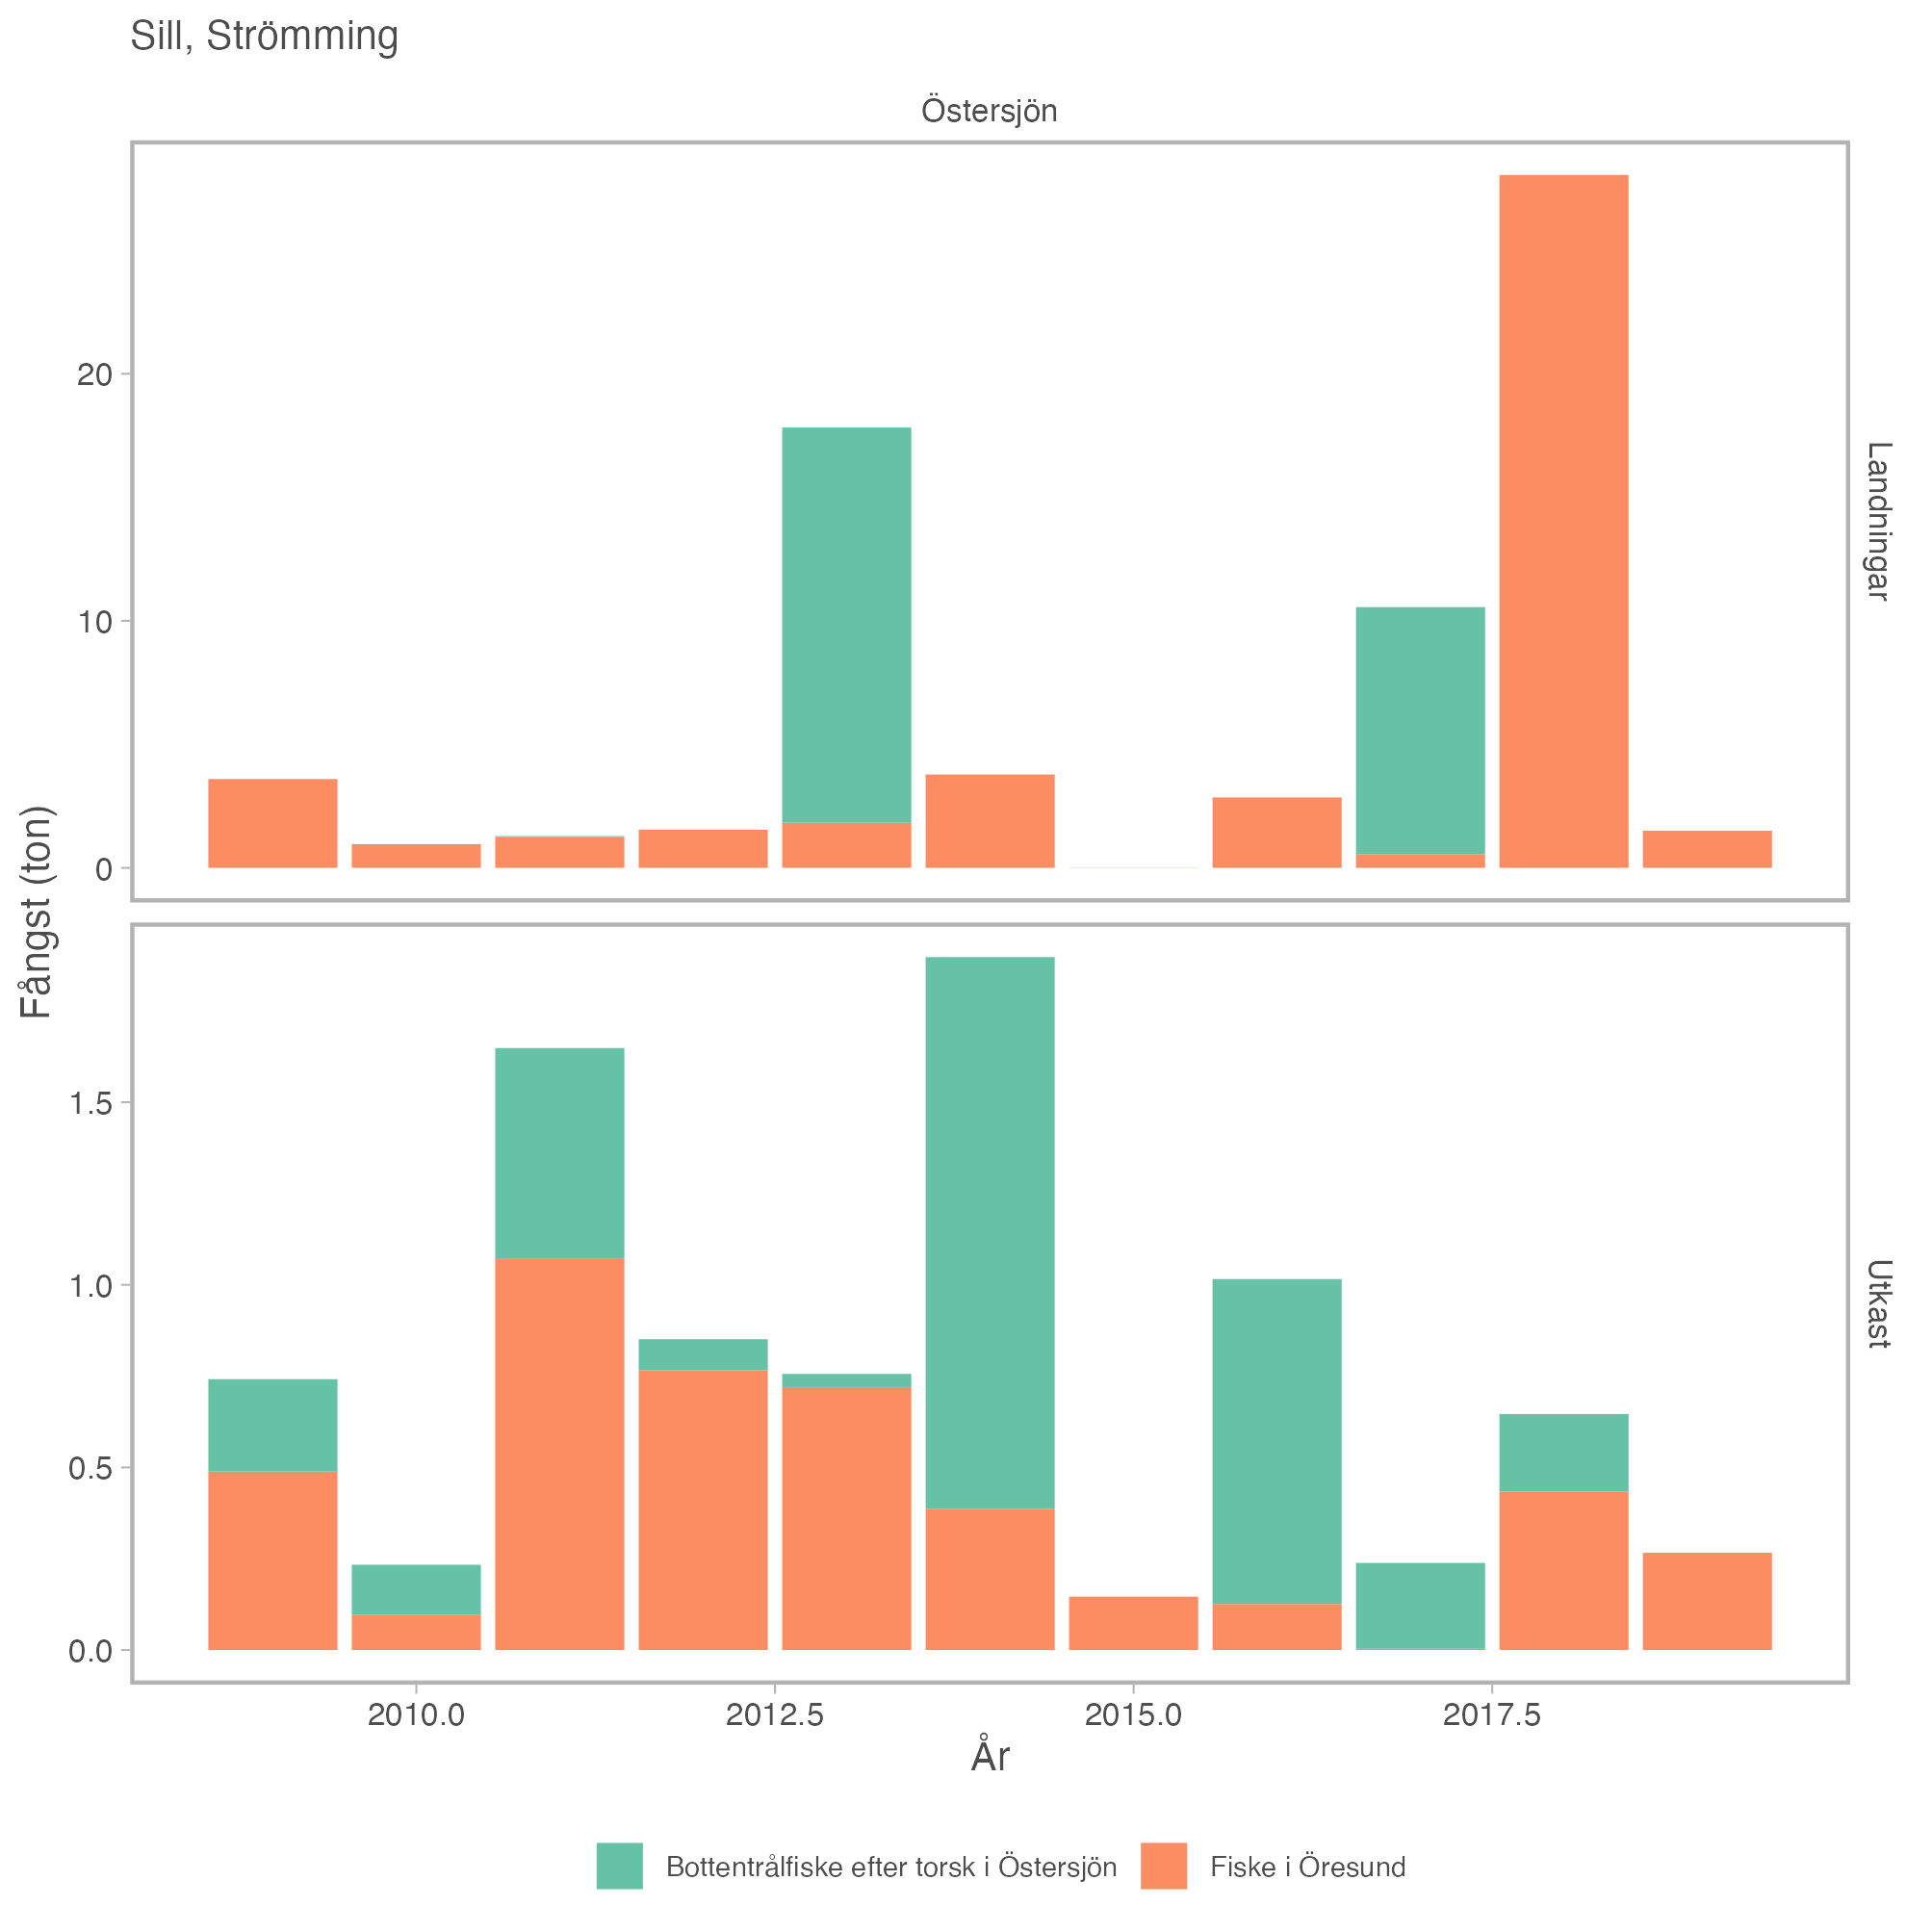 Sill, Strömming
Östersjön
20
10
0
Landningar
Fångst (ton)
1.5
1.0
0.5
0.0
Utkast
2010.0
2012.5
2015.0
2017.5
År
Bottentrålfiske efter torsk i Östersjön
Fiske i Öresund